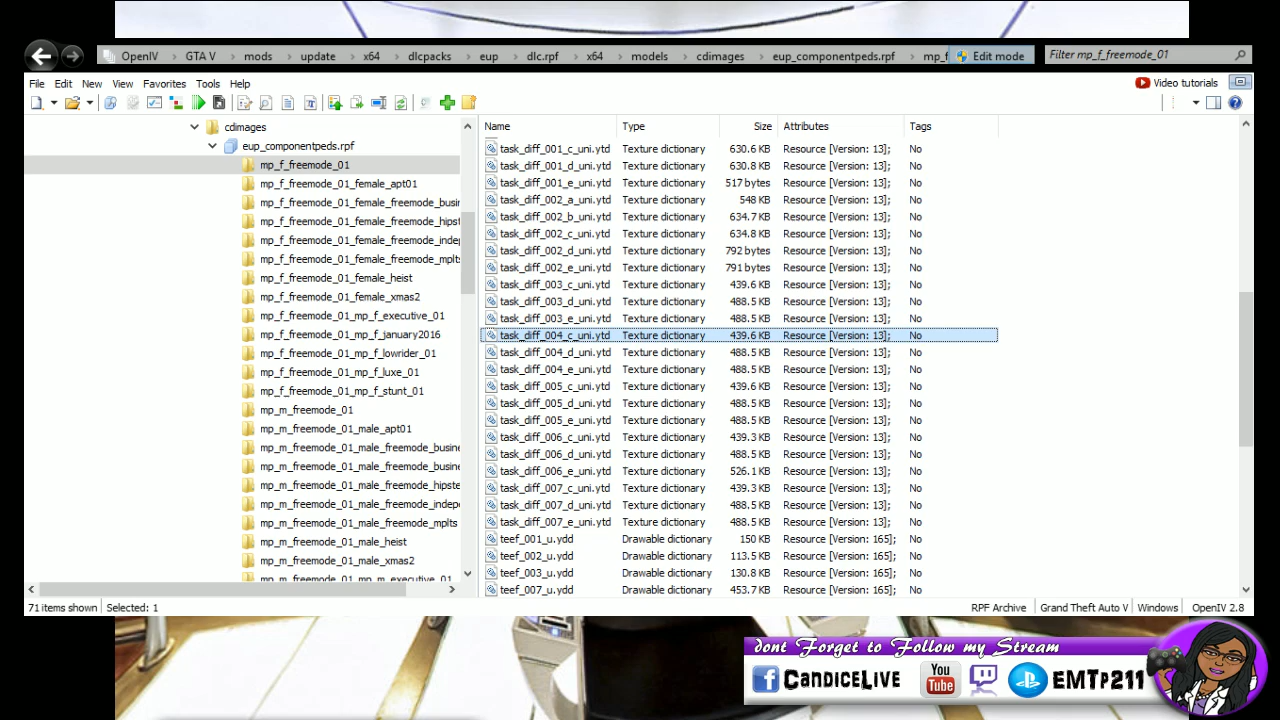 OpenIV GTA V mods update x64 dlcpacks eup dlc.rpf x64 models cdimages eup_componentpeds.rpf mp_f Edit mode Filter mp_f_freemode_01
File Edit New View Favorites Tools Help Video tutorials
cdimages
eup_componentpeds.rpf
mp_f_freemode_01
mp_f_freemode_01_female_apt01
mp_f_freemode_01_female_freemode_busi
mp_f_freemode_01_female_freemode_hipst
mp_f_freemode_01_female_freemode_indep
mp_f_freemode_01_female_freemode_mplts
mp_f_freemode_01_female_heist
mp_f_freemode_01_female_xmas2
mp_f_freemode_01_mp_f_executive_01
mp_f_freemode_01_mp_f_january2016
mp_f_freemode_01_mp_f_lowrider_01
mp_f_freemode_01_mp_f_luxe_01
mp_f_freemode_01_mp_f_stunt_01
mp_m_freemode_01
mp_m_freemode_01_male_apt01
mp_m_freemode_01_male_freemode_busine
mp_m_freemode_01_male_freemode_busine
mp_m_freemode_01_male_freemode_hipste
mp_m_freemode_01_male_freemode_indepe
mp_m_freemode_01_male_freemode_mplts
mp_m_freemode_01_male_heist
mp_m_freemode_01_male_xmas2
mp_m_freemode_01_mp_m_executive_01
Name Type Size Attributes Tags
task_diff_001_c_uni.ytd Texture dictionary 630.6 KB Resource [Version: 13]; No
task_diff_001_d_uni.ytd Texture dictionary 630.8 KB Resource [Version: 13]; No
task_diff_001_e_uni.ytd Texture dictionary 517 bytes Resource [Version: 13]; No
task_diff_002_a_uni.ytd Texture dictionary 548 KB Resource [Version: 13]; No
task_diff_002_b_uni.ytd Texture dictionary 634.7 KB Resource [Version: 13]; No
task_diff_002_c_uni.ytd Texture dictionary 634.8 KB Resource [Version: 13]; No
task_diff_002_d_uni.ytd Texture dictionary 792 bytes Resource [Version: 13]; No
task_diff_002_e_uni.ytd Texture dictionary 791 bytes Resource [Version: 13]; No
task_diff_003_c_uni.ytd Texture dictionary 439.6 KB Resource [Version: 13]; No
task_diff_003_d_uni.ytd Texture dictionary 488.5 KB Resource [Version: 13]; No
task_diff_003_e_uni.ytd Texture dictionary 488.5 KB Resource [Version: 13]; No
task_diff_004_c_uni.ytd Texture dictionary 439.6 KB Resource [Version: 13]; No
task_diff_004_d_uni.ytd Texture dictionary 488.5 KB Resource [Version: 13]; No
task_diff_004_e_uni.ytd Texture dictionary 488.5 KB Resource [Version: 13]; No
task_diff_005_c_uni.ytd Texture dictionary 439.6 KB Resource [Version: 13]; No
task_diff_005_d_uni.ytd Texture dictionary 488.5 KB Resource [Version: 13]; No
task_diff_005_e_uni.ytd Texture dictionary 488.5 KB Resource [Version: 13]; No
task_diff_006_c_uni.ytd Texture dictionary 439.3 KB Resource [Version: 13]; No
task_diff_006_d_uni.ytd Texture dictionary 488.5 KB Resource [Version: 13]; No
task_diff_006_e_uni.ytd Texture dictionary 526.1 KB Resource [Version: 13]; No
task_diff_007_c_uni.ytd Texture dictionary 439.3 KB Resource [Version: 13]; No
task_diff_007_d_uni.ytd Texture dictionary 488.5 KB Resource [Version: 13]; No
task_diff_007_e_uni.ytd Texture dictionary 488.5 KB Resource [Version: 13]; No
teef_001_u.ydd Drawable dictionary 150 KB Resource [Version: 165]; No
teef_002_u.ydd Drawable dictionary 113.5 KB Resource [Version: 165]; No
teef_003_u.ydd Drawable dictionary 130.8 KB Resource [Version: 165]; No
teef_007_u.ydd Drawable dictionary 453.7 KB Resource [Version: 165]; No
71 items shown Selected: 1 RPF Archive Grand Theft Auto V Windows OpenIV 2.8
dont Forget to Follow my Stream
f CandiceLive You Tube EMTp211